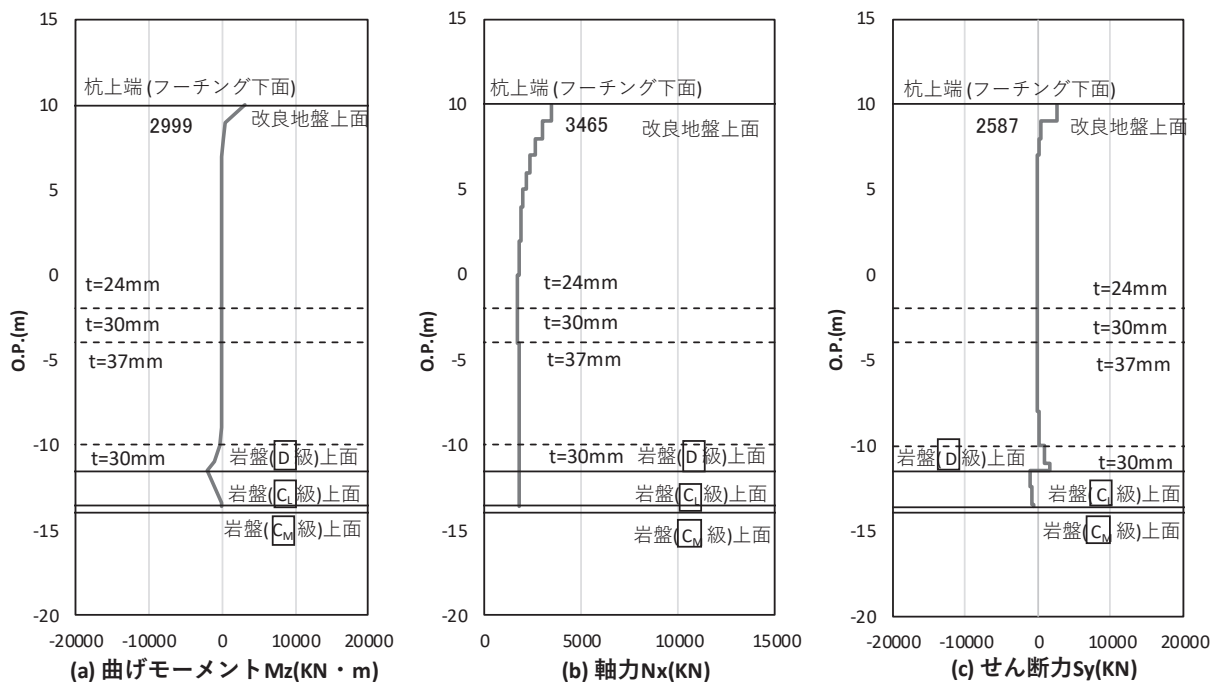 15
杭上端 (フーチング下面)
10
2999
改良地盤上面
5
0
t=24mm
t=30mm
-5
t=37mm
-10
t=30mm
岩盤(D級)上面
岩盤(CL級)上面
-15
岩盤(CM級)上面
-20
-20000 -10000 0 10000 20000
O.P.(m)
(a) 曲げモーメントMz(KN・m)
15
杭上端 (フーチング下面)
10
3465
改良地盤上面
5
0
t=24mm
t=30mm
-5
t=37mm
-10
t=30mm
岩盤(D級)上面
岩盤(CL級)上面
-15
岩盤(CM級)上面
-20
0 5000 10000 15000
O.P.(m)
(b) 軸力Nx(KN)
15
杭上端 (フーチング下面)
10
2587
改良地盤上面
5
0
t=24mm
t=30mm
-5
t=37mm
-10
岩盤(D級)上面
t=30mm
岩盤(CL級)上面
-15
岩盤(CM級)上面
-20
-20000 -10000 0 10000 20000
O.P.(m)
(c) せん断力Sy(KN)